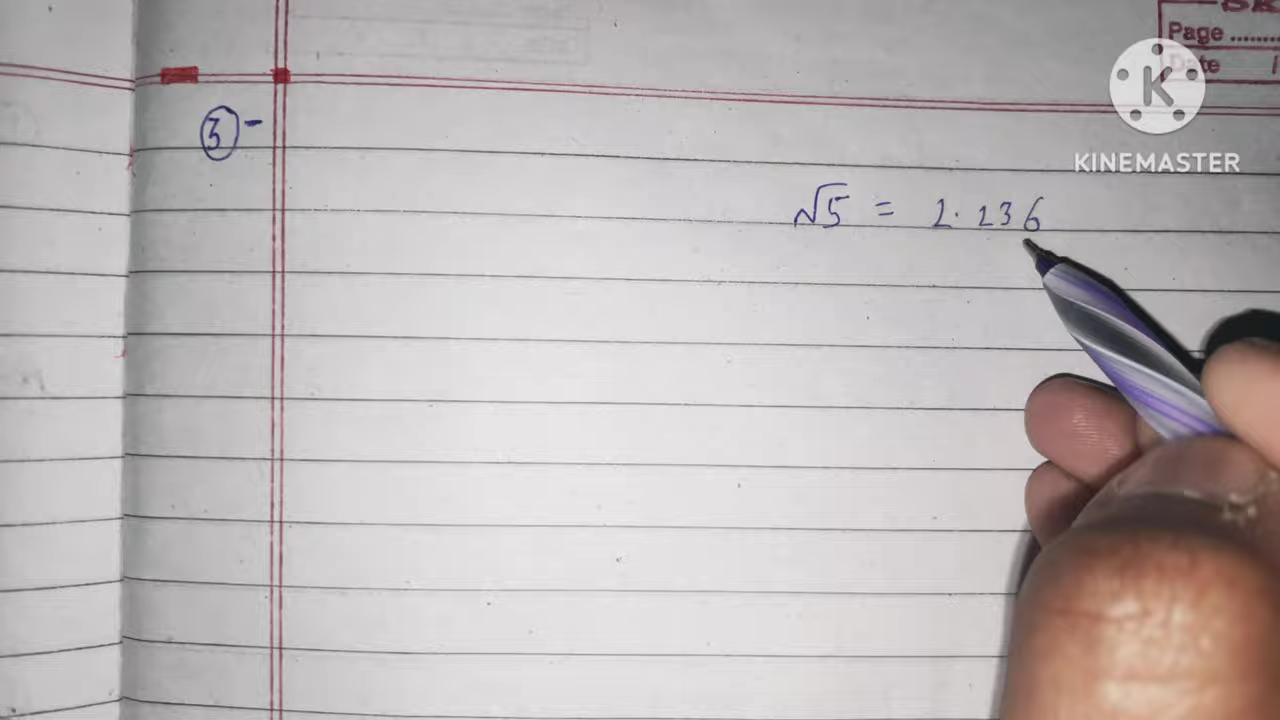 Page ........
Date /
KINEMASTER
③-
√5 = 2.236